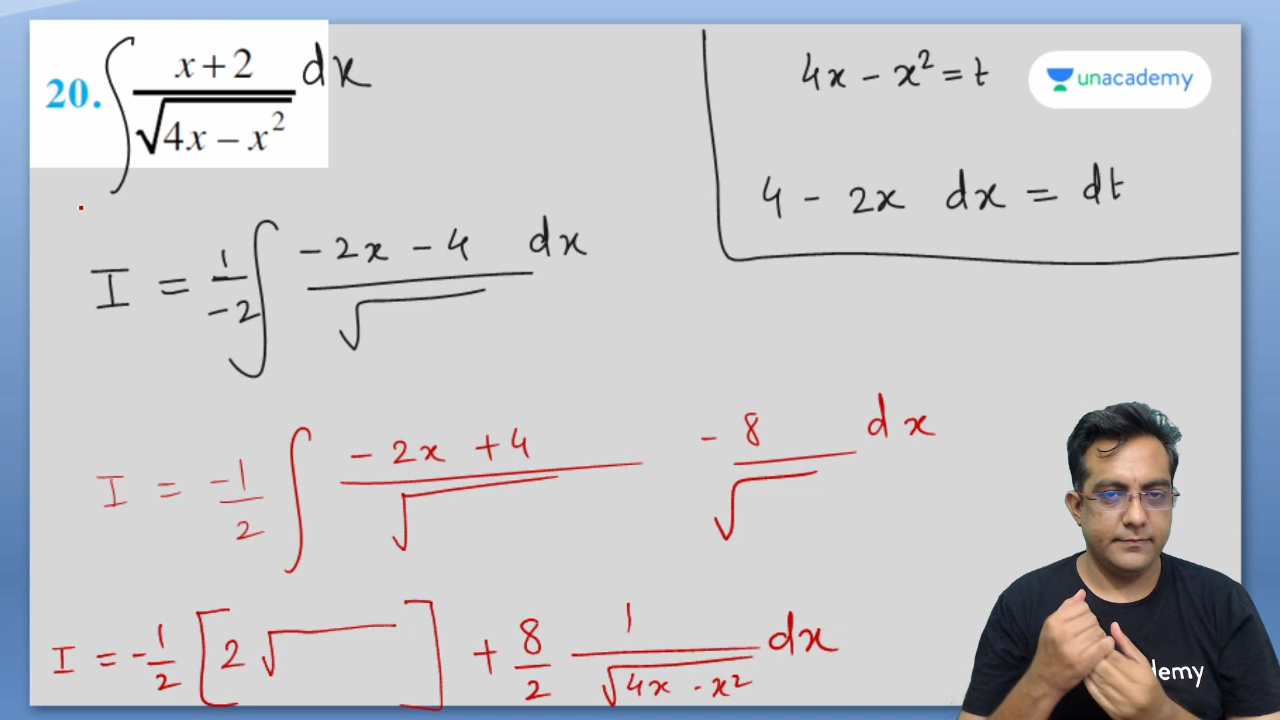 20. ∫ x+2 / √4x – x² dx
4x – x² = t
unacademy
4 – 2x dx = dt
I = 1/-2 ∫ -2x – 4 / √ dx
I = -1/2 ∫ -2x + 4 / √ - 8 / √ dx
I = -1/2 [2√ ] + 8/2 1/√4x - x² dx
demy